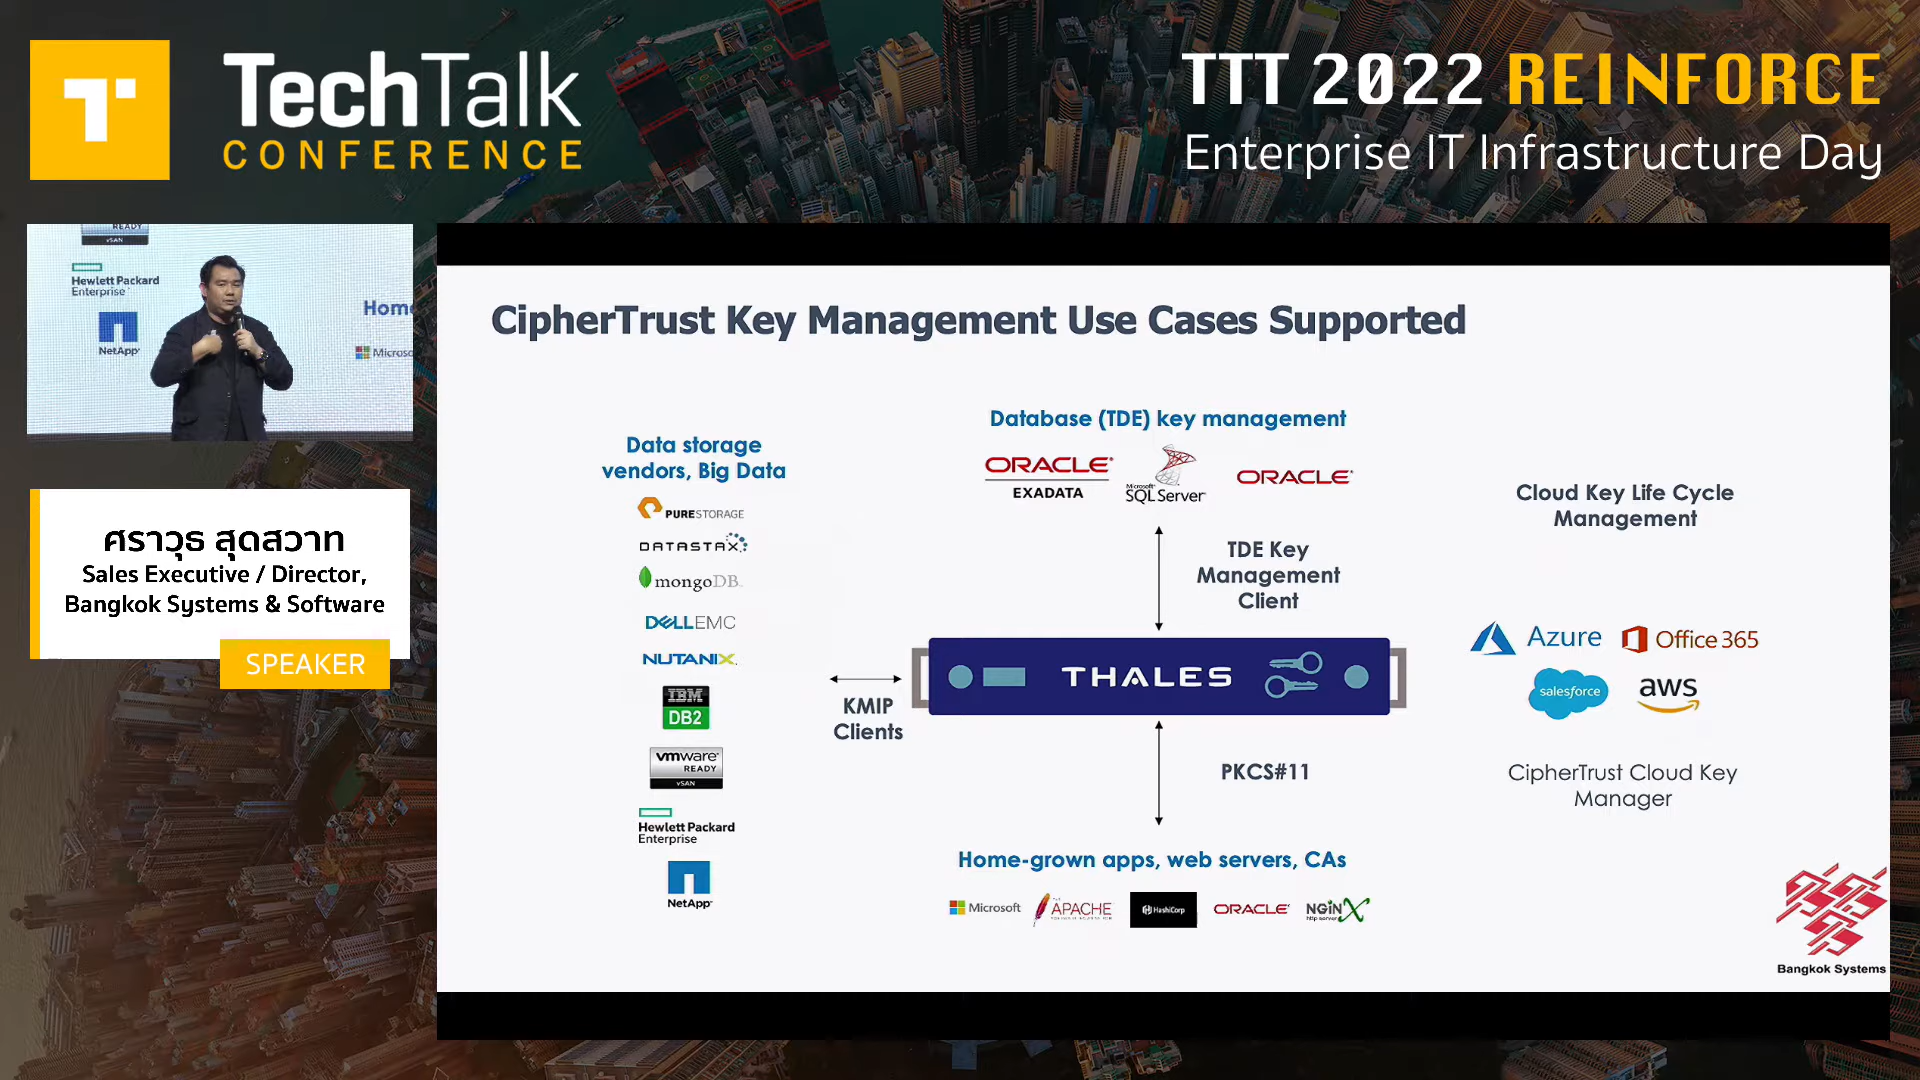 TechTalk
CONFERENCE
TTT 2022 REINFORCE
Enterprise IT Infrastructure Day
READY
vSAN
Hewlett Packard
Enterprise
NetApp
Home
Microso
ศราวุธ สุดสวาท
Sales Executive / Director,
Bangkok Systems & Software
SPEAKER
CipherTrust Key Management Use Cases Supported
Data storage
vendors, Big Data
PURESTORAGE
DATASTAX
mongoDB
DELLEMC
NUTANIX
IBM
DB2
vmware
READY
vSAN
Hewlett Packard
Enterprise
NetApp
KMIP
Clients
Database (TDE) key management
ORACLE
EXADATA
Microsoft
SQL Server
ORACLE
TDE Key
Management
Client
THALES
PKCS#11
Home-grown apps, web servers, CAs
Microsoft
APACHE
HashiCorp
ORACLE
NGiNX
http server
Cloud Key Life Cycle
Management
Azure
Office 365
salesforce
aws
CipherTrust Cloud Key
Manager
Bangkok Systems